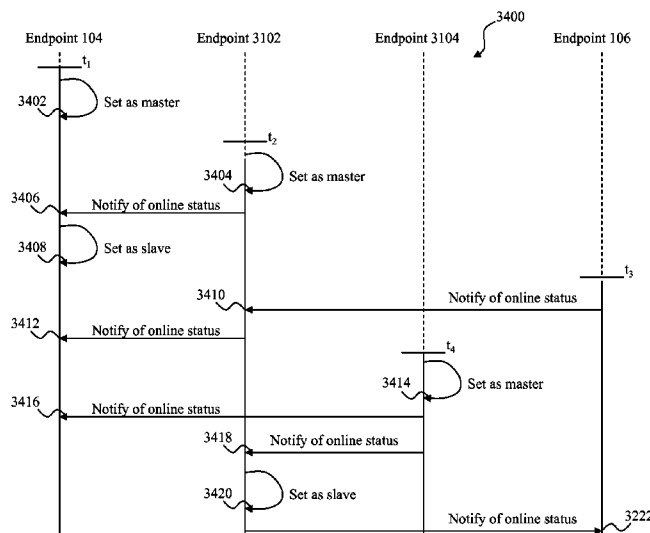 3400
Endpoint 104 Endpoint 3102 Endpoint 3104 Endpoint 106
t1
3402 Set as master
t2
3404 Set as master
3406 Notify of online status
3408 Set as slave
t3
3410 Notify of online status
3412 Notify of online status
t4
3414 Set as master
3416 Notify of online status
3418 Notify of online status
3420 Set as slave
Notify of online status 3222